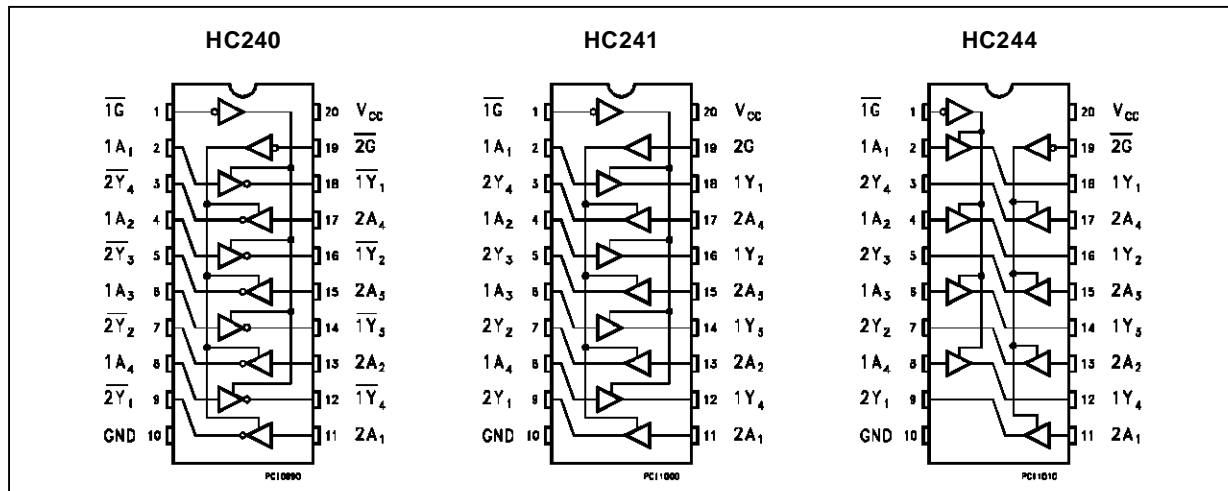 HC240
HC241
HC244
1G 1 20 VCC
1A1 2 19 2G
2Y4 3 18 1Y1
1A2 4 17 2A4
2Y3 5 16 1Y2
1A3 6 15 2A3
2Y2 7 14 1Y3
1A4 8 13 2A2
2Y1 9 12 1Y4
GND 10 11 2A1
PC10990
1G 1 20 VCC
1A1 2 19 2G
2Y4 3 18 1Y1
1A2 4 17 2A4
2Y3 5 16 1Y2
1A3 6 15 2A3
2Y2 7 14 1Y3
1A4 8 13 2A2
2Y1 9 12 1Y4
GND 10 11 2A1
PC11000
1G 1 20 VCC
1A1 2 19 2G
2Y4 3 18 1Y1
1A2 4 17 2A4
2Y3 5 16 1Y2
1A3 6 15 2A3
2Y2 7 14 1Y3
1A4 8 13 2A2
2Y1 9 12 1Y4
GND 10 11 2A1
PC11010